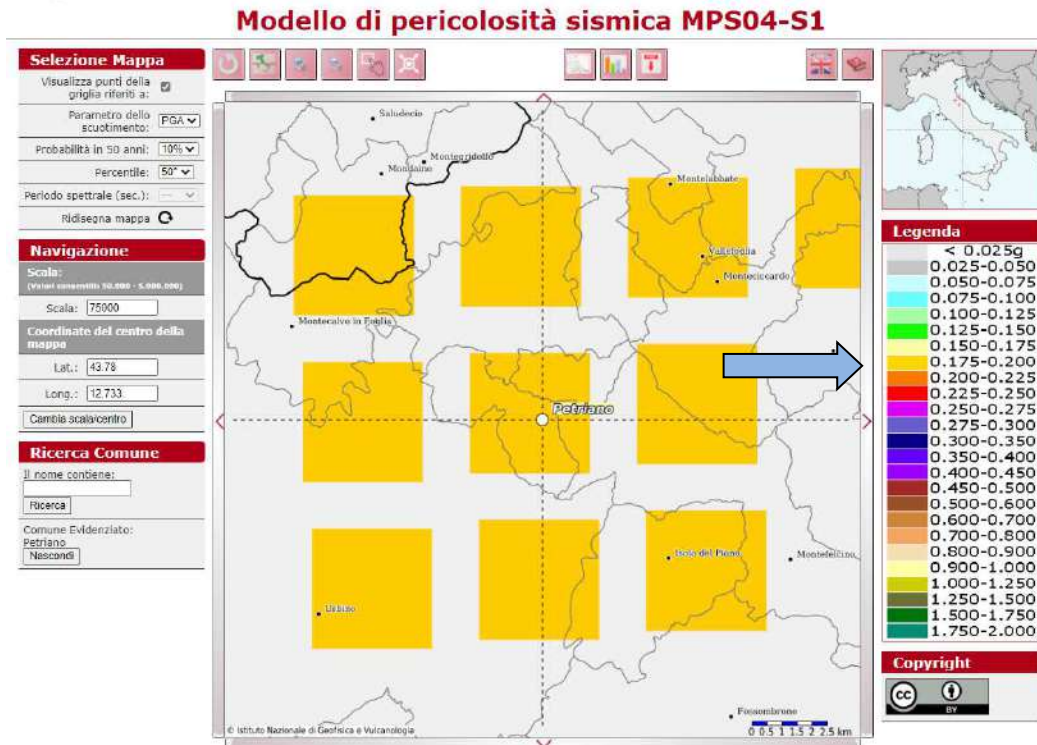 Modello di pericolosità sismica MPS04-S1
Selezione Mappa
Visualizza punti della
griglia riferiti a:
Parametro dello
scuotimento:
PGA
Probabilità in 50 anni:
10%
Percentile:
50°
Periodo spettrale (sec.):
---
Ridisegna mappa
Navigazione
Scala:
(Valori consentiti: 50.000 - 5.000.000)
Scala:
75000
Coordinate del centro della
mappa
Lat.:
43.78
Long.:
12.733
Cambia scala/centro
Ricerca Comune
Il nome contiene:
Ricerca
Comune Evidenziato:
Petriano
Nascondi
Saludecio
Montegridolfo
Mondaino
Montelabbate
Vallefoglia
Monteciccardo
Montecalvo in Foglia
Petriano
Isola del Piano
Montefelcino
Urbino
Fossombrone
© Istituto Nazionale di Geofisica e Vulcanologia
0 0.5 1 1.5 2 2.5 km
Legenda
< 0.025g
0.025-0.050
0.050-0.075
0.075-0.100
0.100-0.125
0.125-0.150
0.150-0.175
0.175-0.200
0.200-0.225
0.225-0.250
0.250-0.275
0.275-0.300
0.300-0.350
0.350-0.400
0.400-0.450
0.450-0.500
0.500-0.600
0.600-0.700
0.700-0.800
0.800-0.900
0.900-1.000
1.000-1.250
1.250-1.500
1.500-1.750
1.750-2.000
Copyright
cc
BY